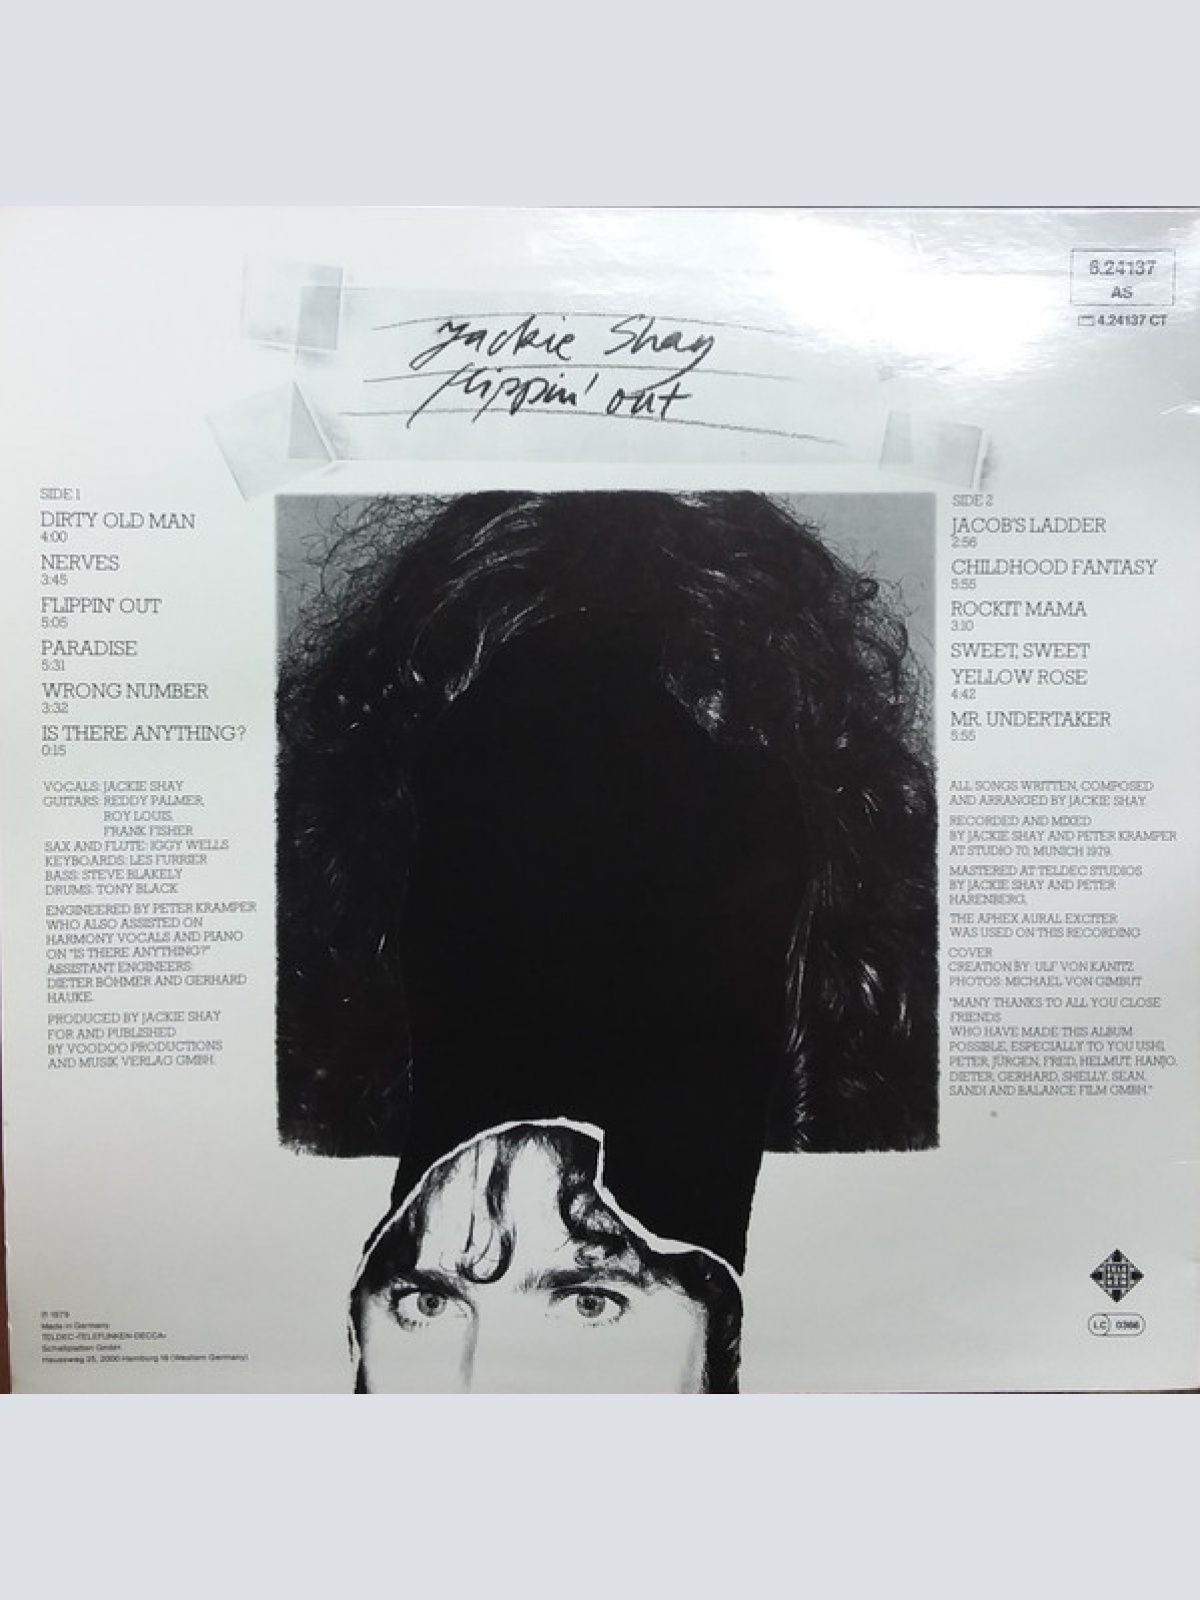 Jackie Shay
flippin' out
6.24137
AS
4.24137 CT
SIDE 1
DIRTY OLD MAN
4:00
NERVES
3:45
FLIPPIN' OUT
5:05
PARADISE
5:31
WRONG NUMBER
3:32
IS THERE ANYTHING?
0:15
VOCALS: JACKIE SHAY
GUITARS: REDDY PALMER,
ROY LOUIS,
FRANK FISHER
SAX AND FLUTE: IGGY WELLS
KEYBOARDS: LES FURRIER
BASS: STEVE BLAKELY
DRUMS: TONY BLACK
ENGINEERED BY PETER KRAMPER
WHO ALSO ASSISTED ON
HARMONY VOCALS AND PIANO
ON "IS THERE ANYTHING?"
ASSISTANT ENGINEERS:
DIETER BÖHMER AND GERHARD
HAUKE.
PRODUCED BY JACKIE SHAY
FOR AND PUBLISHED
BY VOODOO PRODUCTIONS
AND MUSIK VERLAG GMBH.
℗ 1979
Made in Germany
TELDEC »TELEFUNKEN-DECCA«
Schallplatten GmbH
Heussweg 25, 2000 Hamburg 19 (Western Germany)
SIDE 2
JACOB'S LADDER
2:56
CHILDHOOD FANTASY
5:55
ROCKIT MAMA
3:10
SWEET, SWEET
YELLOW ROSE
4:42
MR. UNDERTAKER
5:55
ALL SONGS WRITTEN, COMPOSED
AND ARRANGED BY JACKIE SHAY
RECORDED AND MIXED
BY JACKIE SHAY AND PETER KRAMPER
AT STUDIO 70, MUNICH 1979.
MASTERED AT TELDEC STUDIOS
BY JACKIE SHAY AND PETER
HARENBERG.
THE APHEX AURAL EXCITER
WAS USED ON THIS RECORDING
COVER
CREATION BY: ULF VON KANITZ
PHOTOS: MICHAEL VON GIMBUT
"MANY THANKS TO ALL YOU CLOSE
FRIENDS
WHO HAVE MADE THIS ALBUM
POSSIBLE, ESPECIALLY TO YOU USHI,
PETER, JÜRGEN, FRED, HELMUT, HANJO,
DIETER, GERHARD, SHELLY, SEAN,
SANDI AND BALANCE FILM GMBH."
TELE
FUN
KEN
LC 0366